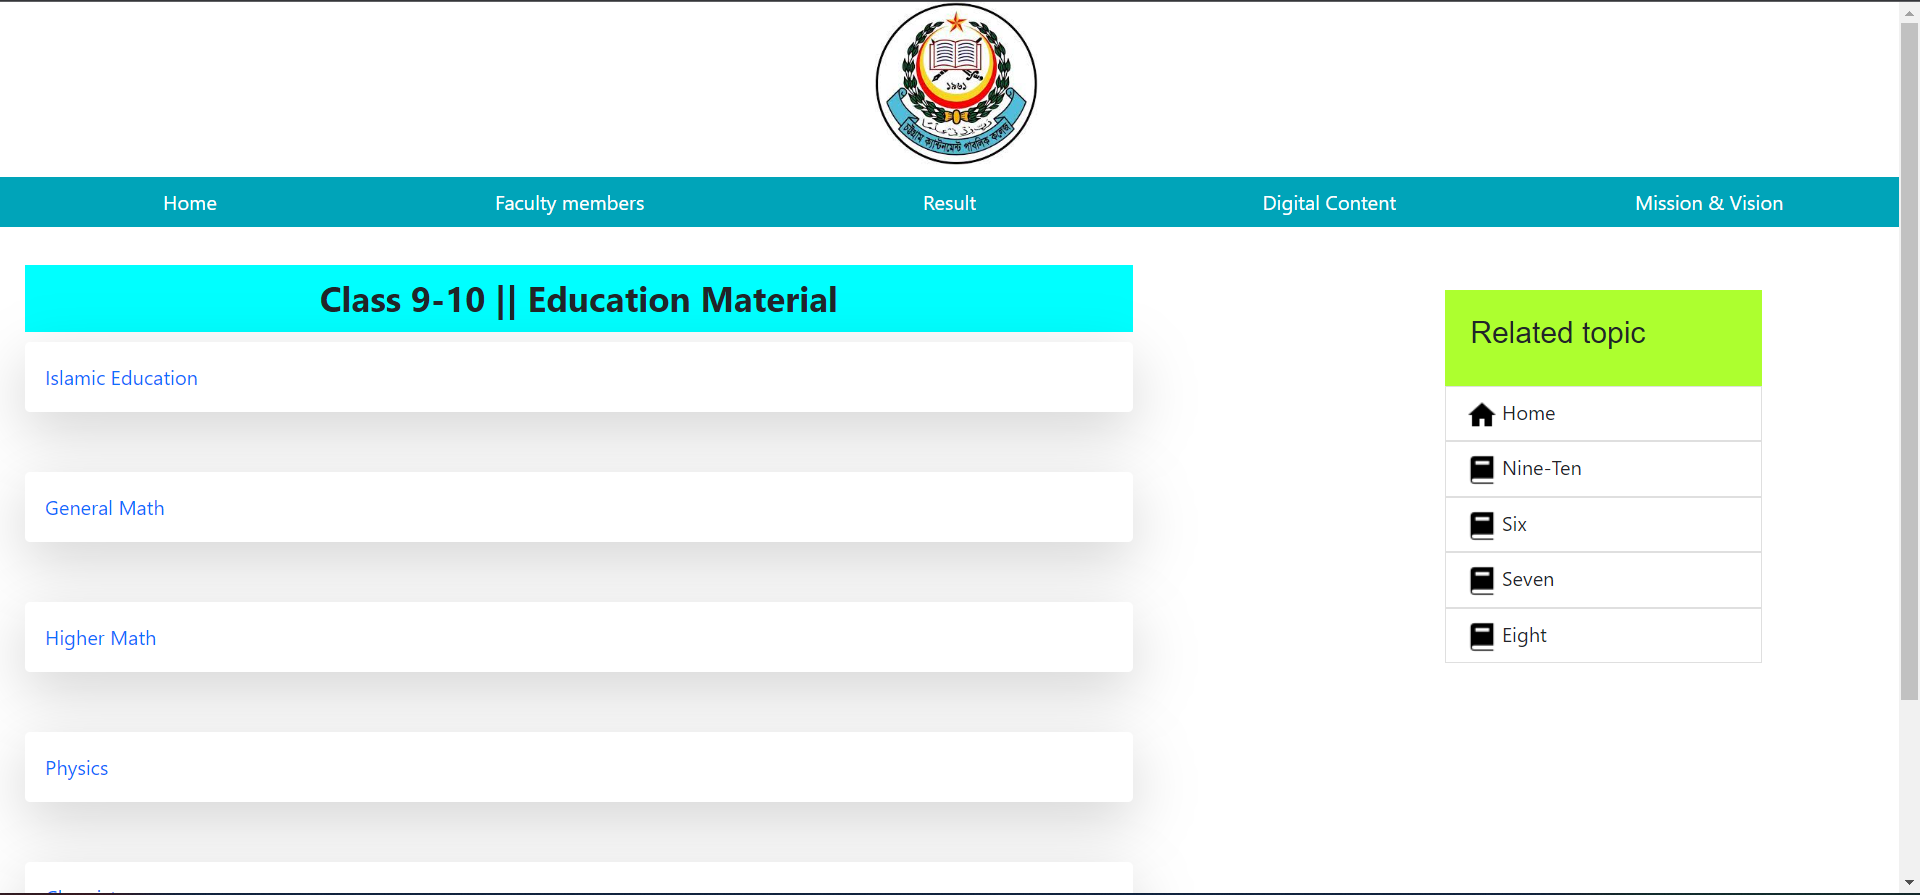 ১৯৬১
চট্টগ্রাম ক্যান্টনমেন্ট পাবলিক কলেজ
Home
Faculty members
Result
Digital Content
Mission & Vision
Class 9-10 || Education Material
Islamic Education
General Math
Higher Math
Physics
Related topic
Home
Nine-Ten
Six
Seven
Eight